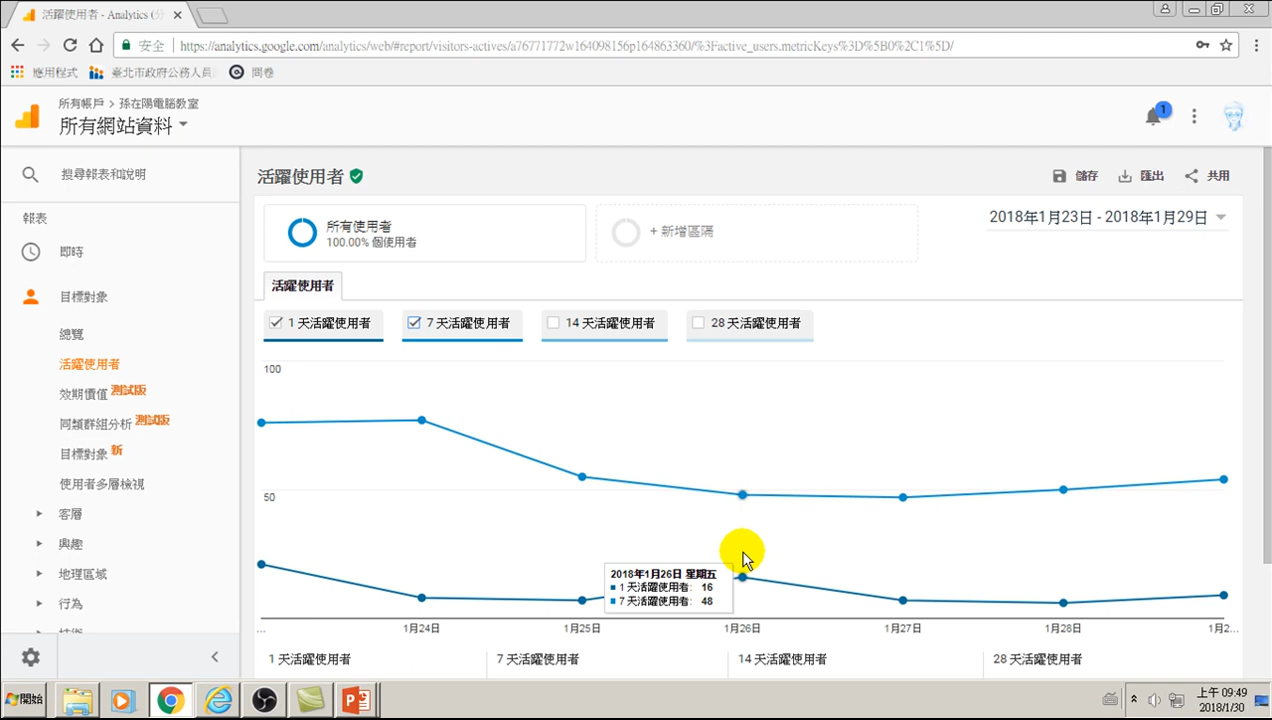 活躍使用者 - Analytics (分
安全 https://analytics.google.com/analytics/web/#report/visitors-actives/a76771772w164098156p164863360/%3Factive_users.metricKeys%3D%5B0%2C1%5D/
應用程式 臺北市政府公務人員 問卷
所有帳戶 > 孫在陽電腦教室
所有網站資料
1
搜尋報表和說明
活躍使用者
儲存 匯出 共用
報表
即時
目標對象
總覽
活躍使用者
效期價值 測試版
同類群組分析 測試版
目標對象 新
使用者多層檢視
客層
興趣
地理區域
行為
所有使用者
100.00% 個使用者
+ 新增區隔
2018年1月23日 - 2018年1月29日
活躍使用者
1 天活躍使用者 7 天活躍使用者 14 天活躍使用者 28 天活躍使用者
100
50
2018年1月26日 星期五
1 天活躍使用者: 16
7 天活躍使用者: 48
... 1月24日 1月25日 1月26日 1月27日 1月28日 1月2...
1 天活躍使用者 7 天活躍使用者 14 天活躍使用者 28 天活躍使用者
開始
上午 09:49
2018/1/30